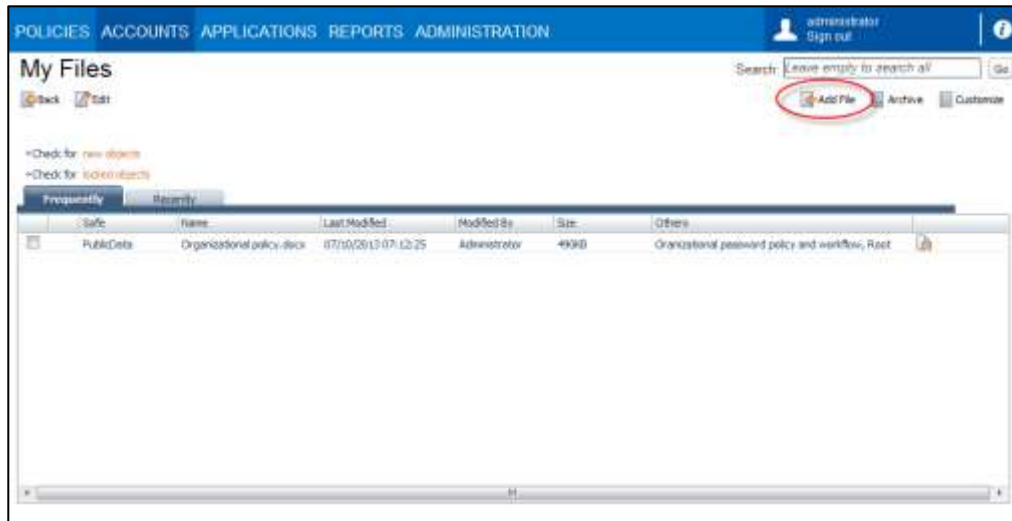 POLICIES ACCOUNTS APPLICATIONS REPORTS ADMINISTRATION
administrator
Sign out
My Files
Search: Leave empty to search all Go
Back Edit Add File Archive Customize
Check for new objects
Check for locked objects
Frequently Recently
Safe Name Last Modified Modified By Size Others
PublicData Organizational policy.docx 07/10/2013 07:12:25 Administrator 490KB Oranizational password policy and workflow, Root